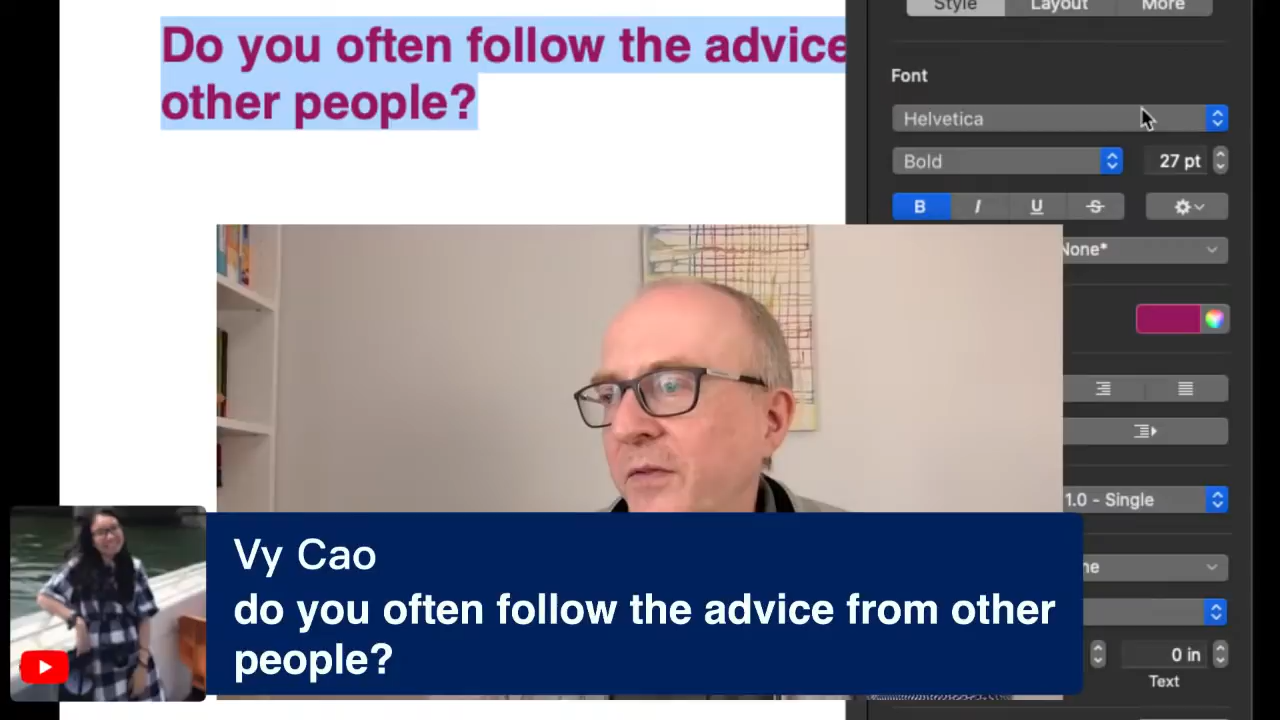 Style Layout More
Do you often follow the advice
other people?
Font
Helvetica
Bold 27 pt
B I U S
None*
1.0 - Single
ne
0 in
Text
Vy Cao
do you often follow the advice from other
people?